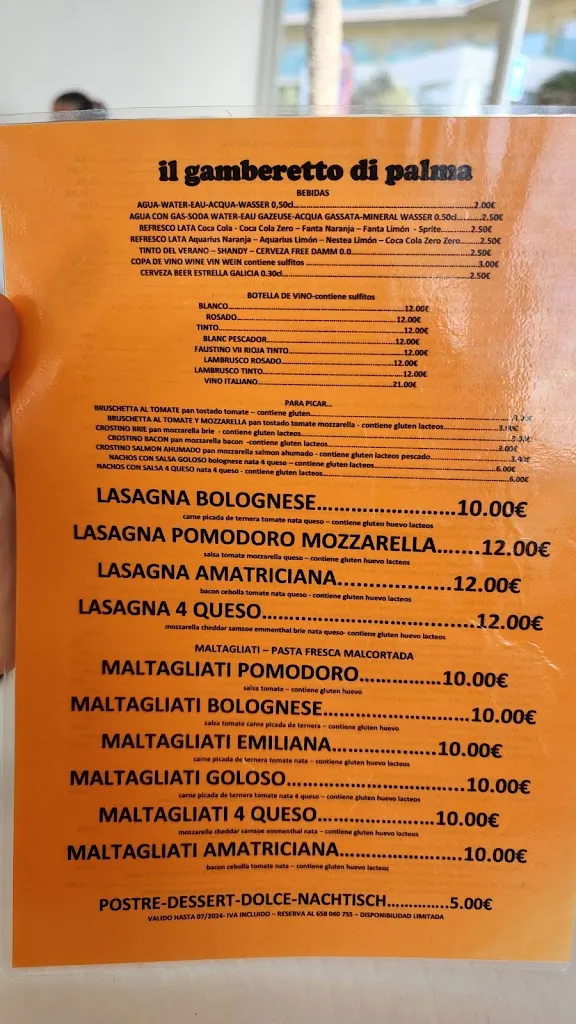 il gamberetto di palma
BEBIDAS
AGUA-WATER-EAU-ACQUA-WASSER 0,50cl..........2.00€
AGUA CON GAS-SODA WATER-EAU GAZEUSE-ACQUA GASSATA-MINERAL WASSER 0.50cl..........2.50€
REFRESCO LATA Coca Cola - Coca Cola Zero – Fanta Naranja – Fanta Limón - Sprite..........2.50€
REFRESCO LATA Aquarius Naranja – Aquarius Limón – Nestea Limón – Coca Cola Zero Zero..........2.50€
TINTO DEL VERANO – SHANDY – CERVEZA FREE DAMM 0.0..........2.50€
COPA DE VINO WINE VIN WEIN contiene sulfitos..........3.00€
CERVEZA BEER ESTRELLA GALICIA 0.30cl..........2.50€
BOTELLA DE VINO-contiene sulfitos
BLANCO..........12.00€
ROSADO..........12.00€
TINTO..........12.00€
BLANC PESCADOR..........12.00€
FAUSTINO VII RIOJA TINTO..........12.00€
LAMBRUSCO ROSADO..........12.00€
LAMBRUSCO TINTO..........12.00€
VINO ITALIANO..........21.00€
PARA PICAR...
BRUSCHETTA AL TOMATE pan tostado tomate – contiene gluten..........
BRUSCHETTA AL TOMATE Y MOZZARELLA pan tostado tomate mozzarella - contiene gluten lacteos..........
CROSTINO BRIE pan mozzarella brie - contiene gluten lacteos..........
CROSTINO BACON pan mozzarella bacon -contiene gluten lacteos..........3.00€
CROSTINO SALMON AHUMADO pan mozzarella salmon ahumado - contiene gluten lacteos pescado..........
NACHOS CON SALSA GOLOSO bolognese nata 4 queso – contiene gluten lacteos..........6.00€
NACHOS CON SALSA 4 QUESO nata 4 queso - contiene gluten lacteos..........6.00€
LASAGNA BOLOGNESE..........10.00€
carne picada de ternera tomate nata queso – contiene gluten huevo lacteos
LASAGNA POMODORO MOZZARELLA.......12.00€
salsa tomate mozzarella queso – contiene gluten huevo lacteos
LASAGNA AMATRICIANA..........12.00€
bacon cebolla tomate nata queso - contiene gluten huevo lacteos
LASAGNA 4 QUESO..........12.00€
mozzarella cheddar samsoe emmenthal brie nata queso- contiene gluten huevo lacteos
MALTAGLIATI – PASTA FRESCA MALCORTADA
MALTAGLIATI POMODORO..........10.00€
salsa tomate – contiene gluten huevo
MALTAGLIATI BOLOGNESE..........10.00€
salsa tomata carne picada de ternera – contiene gluten huevo
MALTAGLIATI EMILIANA..........10.00€
carne picada de ternera tomate nata – contiene gluten huevo lacteos
MALTAGLIATI GOLOSO..........10.00€
carne picada de ternera tomate nata 4 queso – contiene gluten huevo lacteos
MALTAGLIATI 4 QUESO..........10.00€
mozzarella cheddar samsoe emmenthal nata – contiene gluten huevo lacteos
MALTAGLIATI AMATRICIANA..........10.00€
bacon cebolla tomate nata – contiene gluten huevo lacteos
POSTRE-DESSERT-DOLCE-NACHTISCH..........5.00€
VALIDO HASTA 07/2024- IVA INCLUIDO – RESERVA AL 658 040 755 – DISPONIBILIDAD LIMITADA